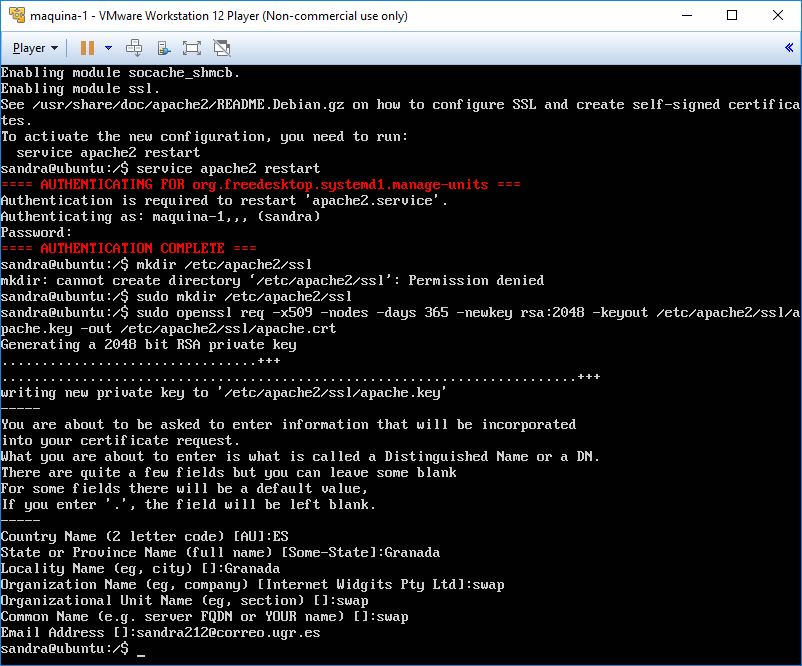 maquina-1 - VMware Workstation 12 Player (Non-commercial use only)
Player
Enabling module socache_shmcb.
Enabling module ssl.
See /usr/share/doc/apache2/README.Debian.gz on how to configure SSL and create self-signed certifica
tes.
To activate the new configuration, you need to run:
  service apache2 restart
sandra@ubuntu:/$ service apache2 restart
==== AUTHENTICATING FOR org.freedesktop.systemd1.manage-units ===
Authentication is required to restart 'apache2.service'.
Authenticating as: maquina-1,,, (sandra)
Password:
==== AUTHENTICATION COMPLETE ===
sandra@ubuntu:/$ mkdir /etc/apache2/ssl
mkdir: cannot create directory ‘/etc/apache2/ssl’: Permission denied
sandra@ubuntu:/$ sudo mkdir /etc/apache2/ssl
sandra@ubuntu:/$ sudo openssl req -x509 -nodes -days 365 -newkey rsa:2048 -keyout /etc/apache2/ssl/a
pache.key -out /etc/apache2/ssl/apache.crt
Generating a 2048 bit RSA private key
................................+++
........................................................................+++
writing new private key to '/etc/apache2/ssl/apache.key'
-----
You are about to be asked to enter information that will be incorporated
into your certificate request.
What you are about to enter is what is called a Distinguished Name or a DN.
There are quite a few fields but you can leave some blank
For some fields there will be a default value,
If you enter '.', the field will be left blank.
-----
Country Name (2 letter code) [AU]:ES
State or Province Name (full name) [Some-State]:Granada
Locality Name (eg, city) []:Granada
Organization Name (eg, company) [Internet Widgits Pty Ltd]:swap
Organizational Unit Name (eg, section) []:swap
Common Name (e.g. server FQDN or YOUR name) []:swap
Email Address []:sandra212@correo.ugr.es
sandra@ubuntu:/$ _